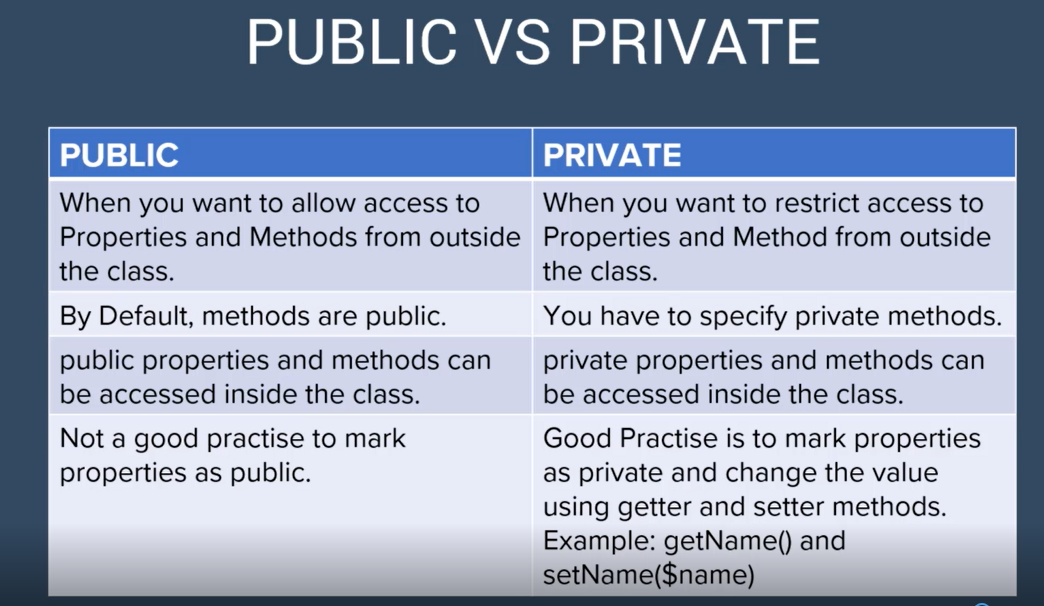 PUBLIC VS PRIVATE
PUBLIC
PRIVATE
When you want to allow access to
Properties and Methods from outside
the class.
When you want to restrict access to
Properties and Method from outside
the class.
By Default, methods are public.
You have to specify private methods.
public properties and methods can
be accessed inside the class.
private properties and methods can
be accessed inside the class.
Not a good practise to mark
properties as public.
Good Practise is to mark properties
as private and change the value
using getter and setter methods.
Example: getName() and
setName($name)